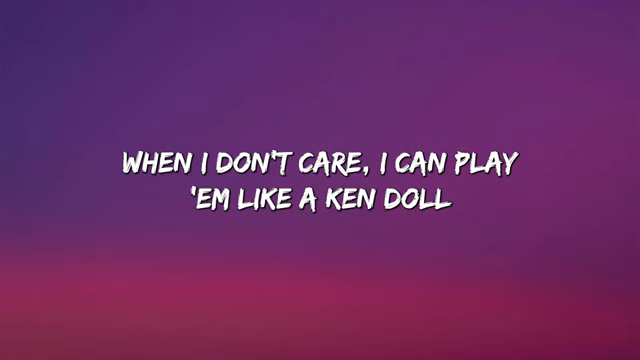 WHEN I DON'T CARE, I CAN PLAY
'EM LIKE A KEN DOLL